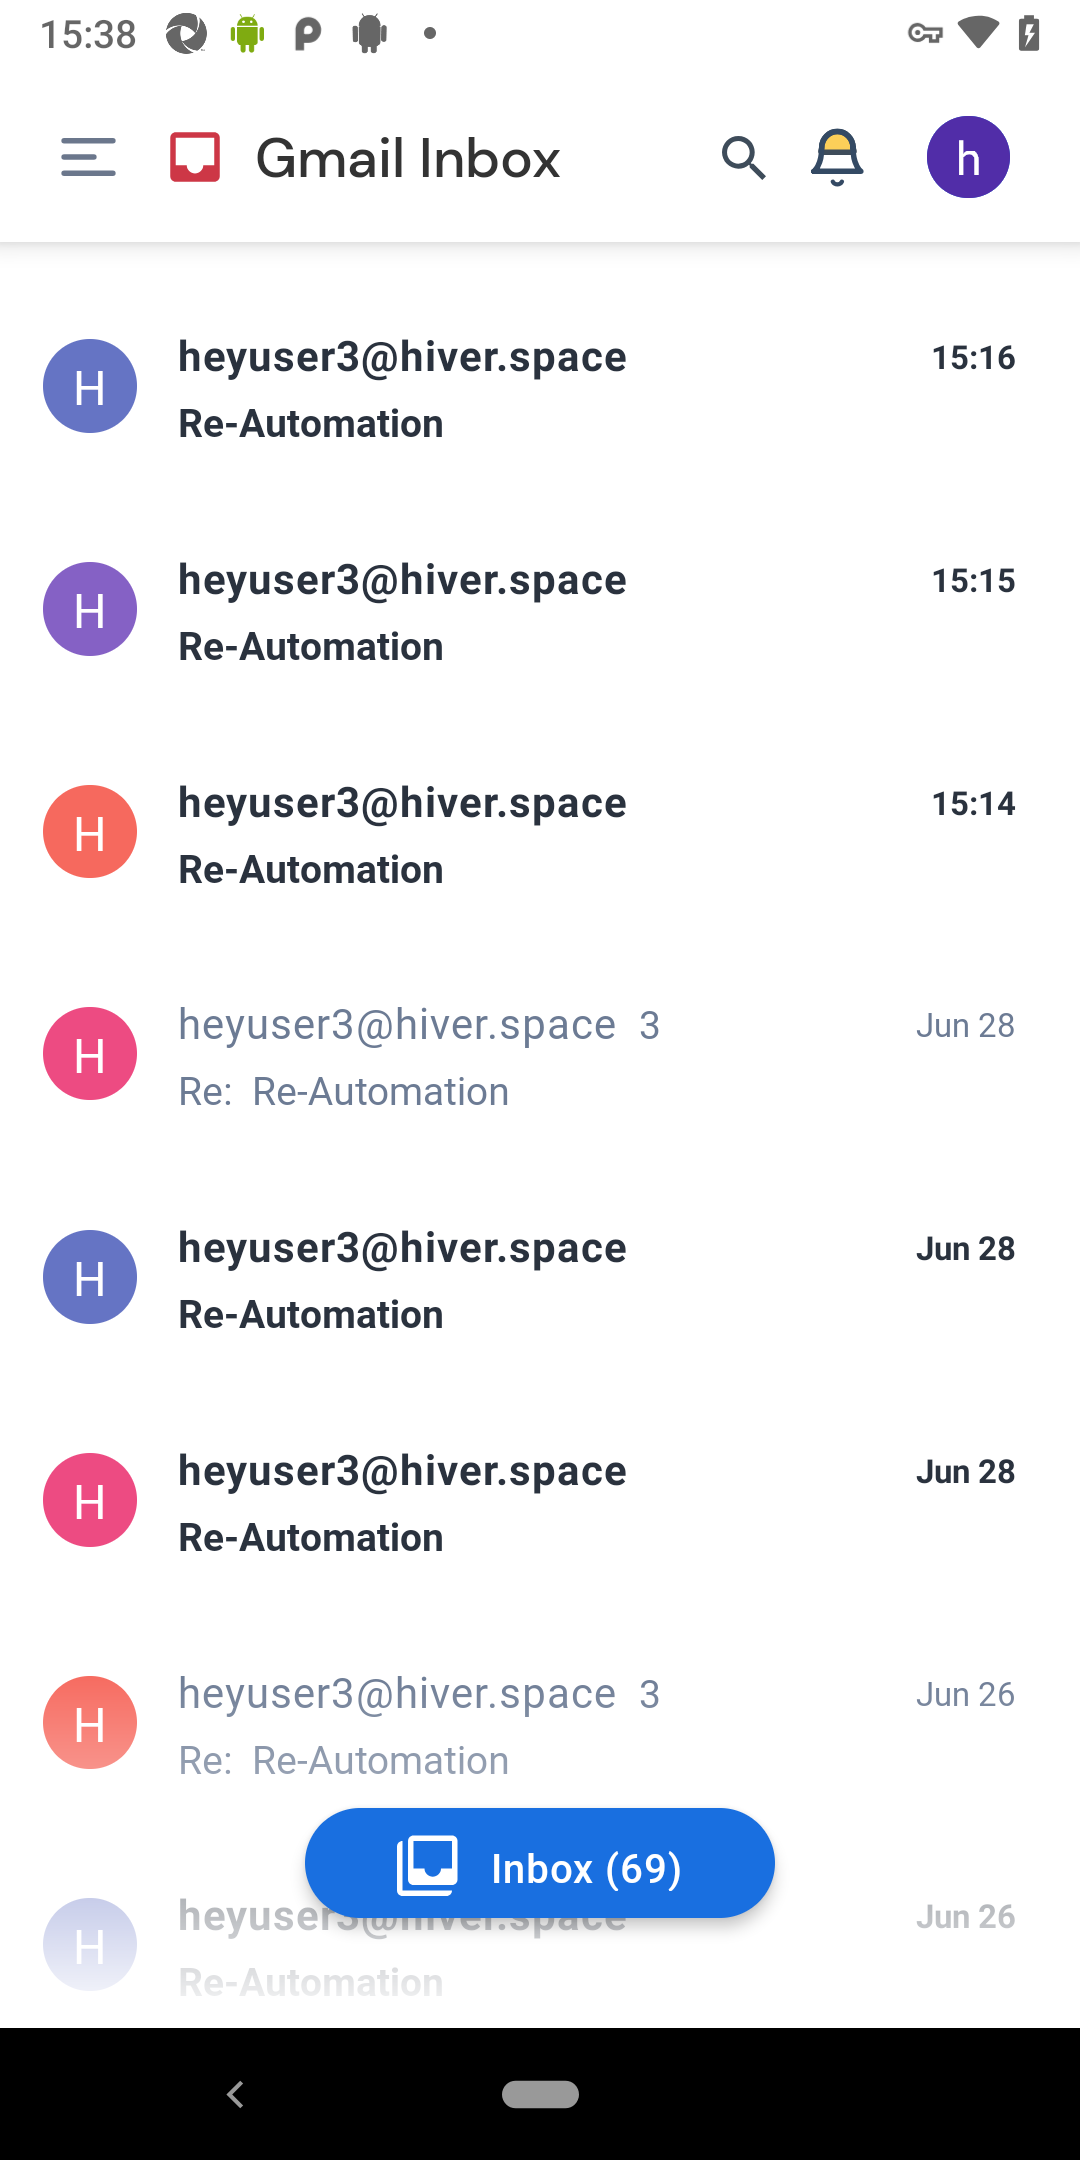 15:38
Gmail Inbox
h
H
heyuser3@hiver.space 15:16
Re-Automation
H
heyuser3@hiver.space 15:15
Re-Automation
H
heyuser3@hiver.space 15:14
Re-Automation
H
heyuser3@hiver.space 3 Jun 28
Re: Re-Automation
H
heyuser3@hiver.space Jun 28
Re-Automation
H
heyuser3@hiver.space Jun 28
Re-Automation
H
heyuser3@hiver.space 3 Jun 26
Re: Re-Automation
Inbox (69)
H
heyuser3@hiver.space Jun 26
Re-Automation